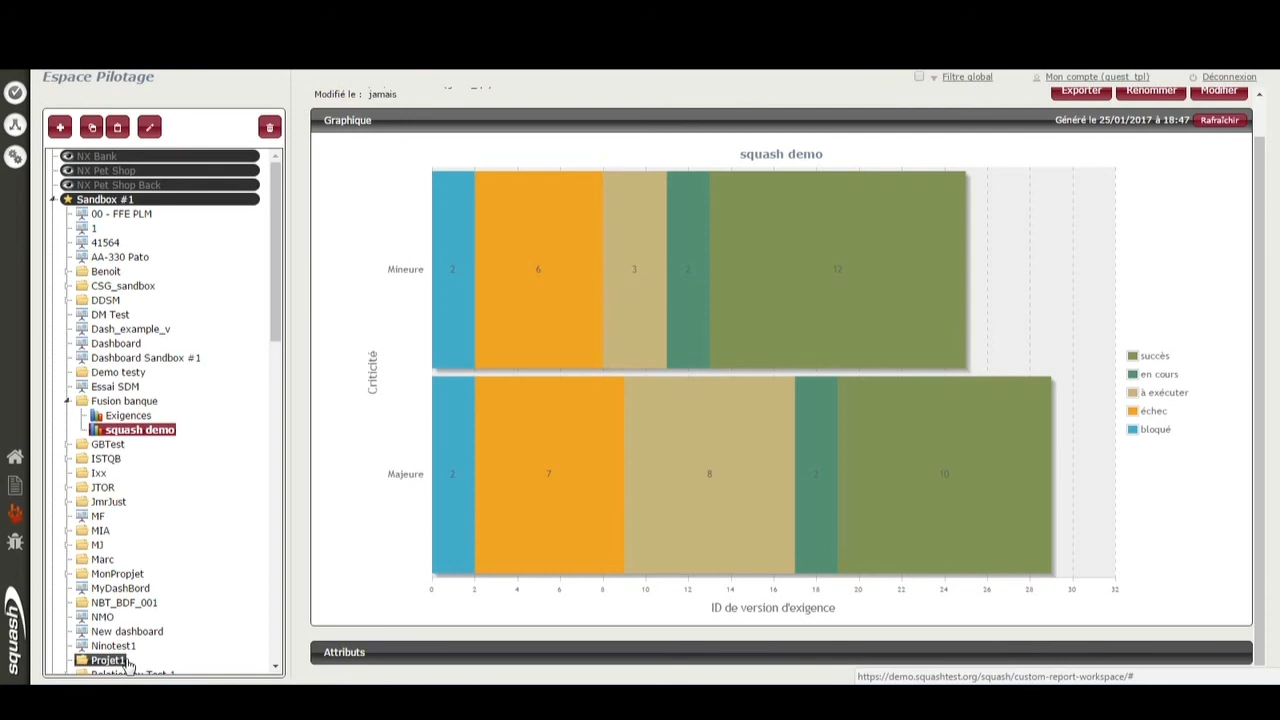 Espace Pilotage
Filtre global
Mon compte (guest_tpl)
Déconnexion
Modifié le : jamais
Exporter
Renommer
Modifier
Graphique
Généré le 25/01/2017 à 18:47
Rafraîchir
NX Bank
NX Pet Shop
NX Pet Shop Back
Sandbox #1
00 - FFE PLM
1
41564
AA-330 Pato
Benoit
CSG_sandbox
DDSM
DM Test
Dash_example_v
Dashboard
Dashboard Sandbox #1
Demo testy
Essai SDM
Fusion banque
Exigences
squash demo
GBTest
ISTQB
Ixx
JTOR
JmrJust
MF
MIA
MJ
Marc
MonPropjet
MyDashBord
NBT_BDF_001
NMO
New dashboard
Ninotest1
Projet1
squash
squash demo
Criticité
Mineure
2 6 3 2 12
Majeure
2 7 8 2 10
0 2 4 6 8 10 12 14 16 18 20 22 24 26 28 30 32
ID de version d'exigence
succès
en cours
à exécuter
échec
bloqué
Attributs
https://demo.squashtest.org/squash/custom-report-workspace/#